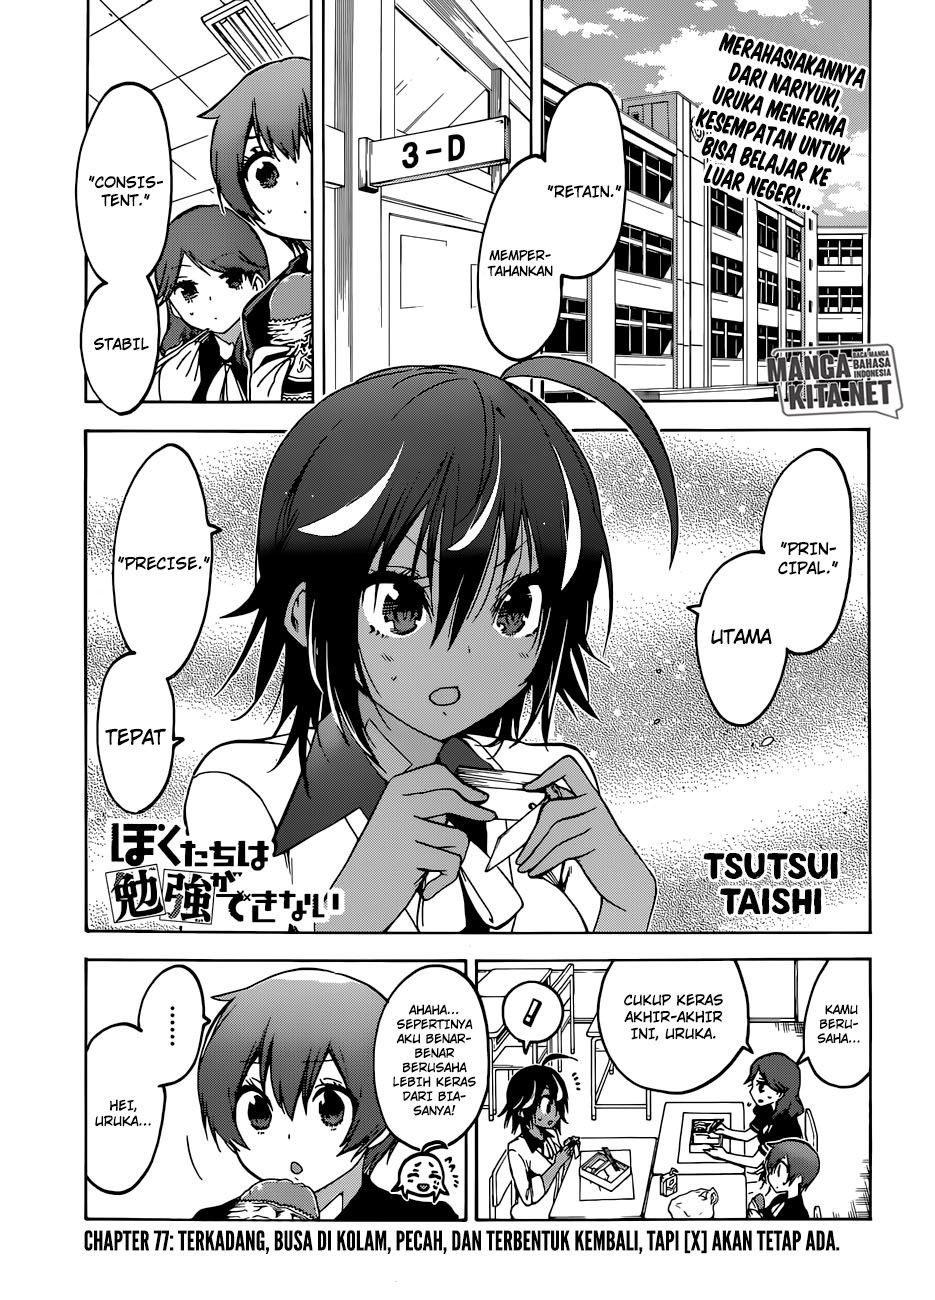 MERAHASIAKANNYA
DARI NARIYUKI,
URUKA MENERIMA
KESEMPATAN UNTUK
BISA BELAJAR KE
LUAR NEGERI...
"RETAIN."
MEMPER-
TAHANKAN
3-D
"CONSIS-
TENT."
STABIL
MANGA
KITA.NET
BACA MANGA
BAHASA
INDONESIA
"PRIN-
CIPAL."
UTAMA
"PRECISE."
TEPAT
ぼくたちは
勉強が
できない
TSUTSUI
TAISHI
KAMU
BERU-
SAHA...
CUKUP KERAS
AKHIR-AKHIR
INI, URUKA.
!
AHAHA...
SEPERTINYA
AKU BENAR-
BENAR
BERUSAHA
LEBIH KERAS
DARI BIA-
SANYA!
......
HEI,
URUKA...
CHAPTER 77: TERKADANG, BUSA DI KOLAM, PECAH, DAN TERBENTUK KEMBALI, TAPI [X] AKAN TETAP ADA.